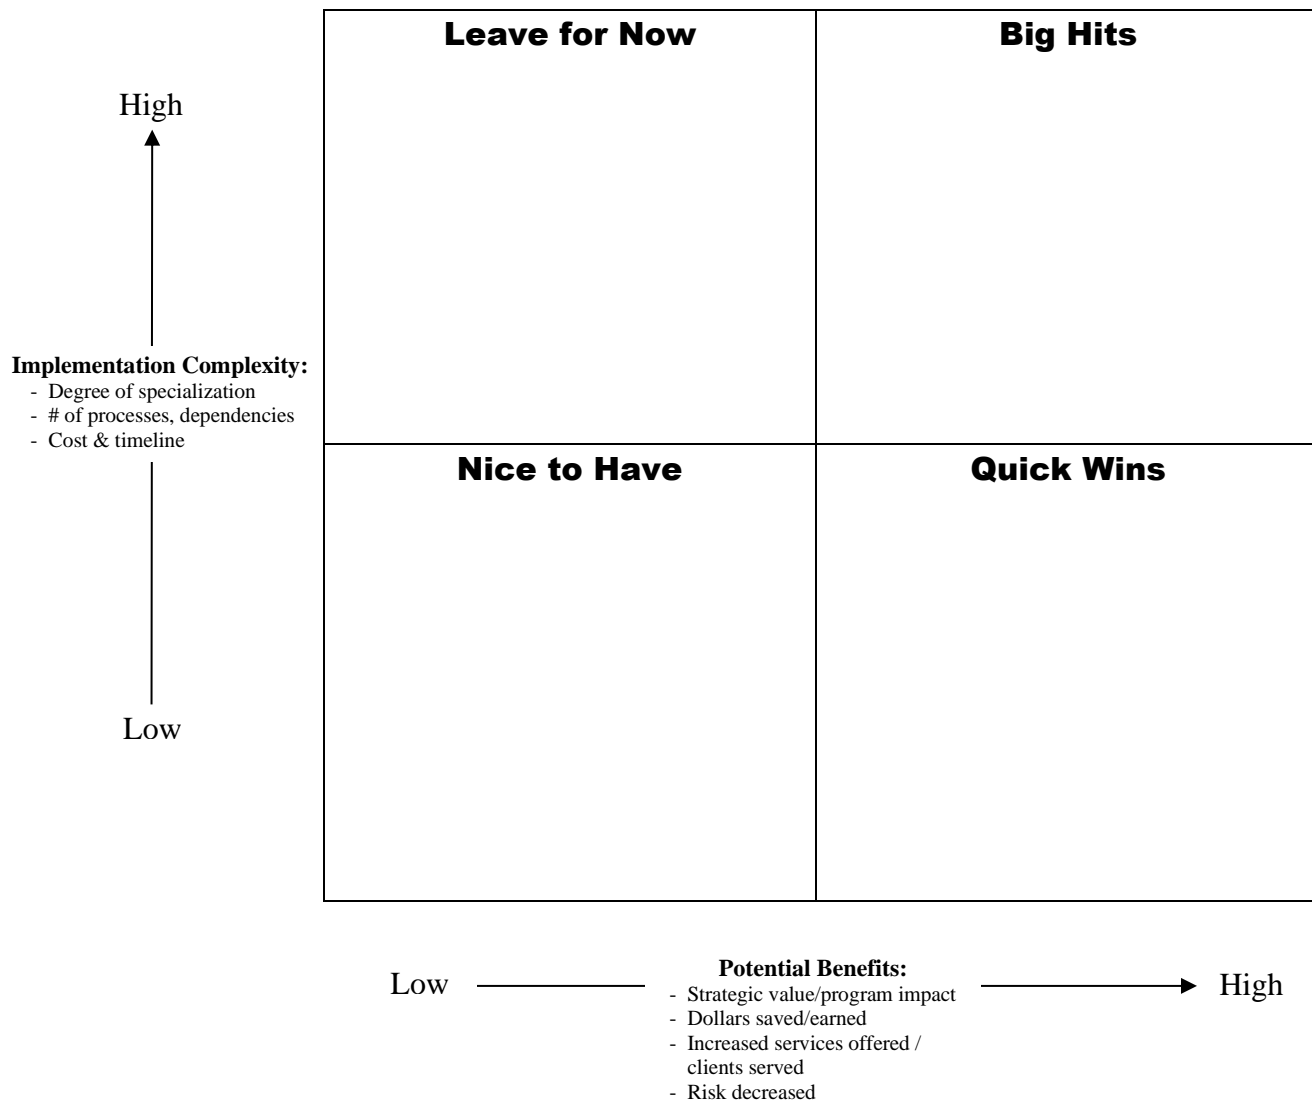 Leave for Now
Big Hits
High
Implementation Complexity:
- Degree of specialization
- # of processes, dependencies
- Cost & timeline
Nice to Have
Quick Wins
Low
Low
Potential Benefits:
- Strategic value/program impact
- Dollars saved/earned
- Increased services offered /
clients served
- Risk decreased
High